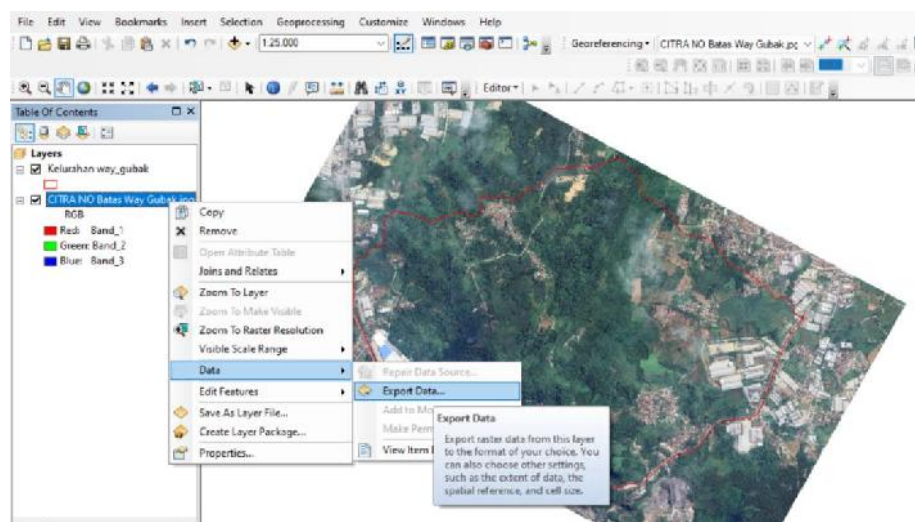 File Edit View Bookmarks Insert Selection Geoprocessing Customize Windows Help
1:25.000
Georeferencing CITRA NO Batas Way Gubak.jpg
Editor
Table Of Contents
Layers
Kelurahan way_gubak
CITRA NO Batas Way Gubak.jpg
RGB
Red: Band_1
Green: Band_2
Blue: Band_3
Copy
Remove
Open Attribute Table
Joins and Relates
Zoom To Layer
Zoom To Make Visible
Zoom To Raster Resolution
Visible Scale Range
Data
Edit Features
Save As Layer File...
Create Layer Package...
Properties...
Repair Data Source...
Export Data...
Add to Mo
Make Perm
View Item
Export Data
Export raster data from this layer
to the format of your choice. You
can also choose other settings,
such as the extent of data, the
spatial reference, and cell size.